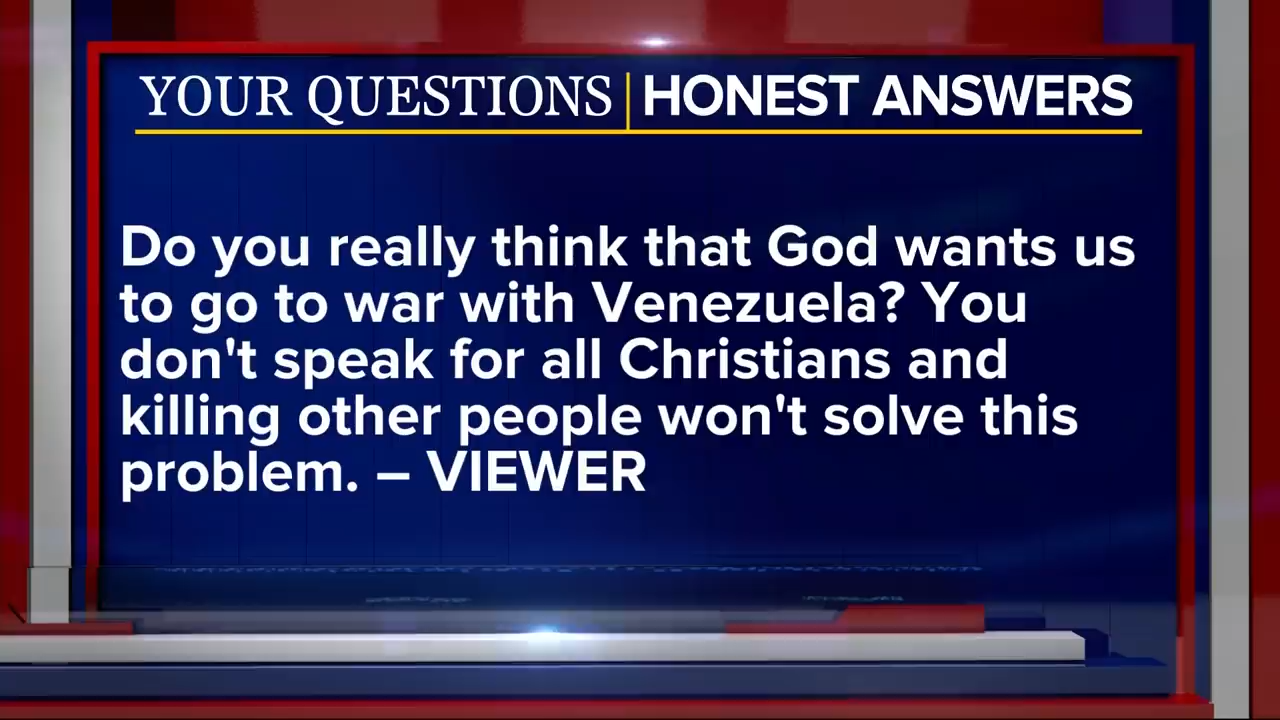 YOUR QUESTIONS | HONEST ANSWERS
Do you really think that God wants us
to go to war with Venezuela? You
don't speak for all Christians and
killing other people won't solve this
problem. – VIEWER